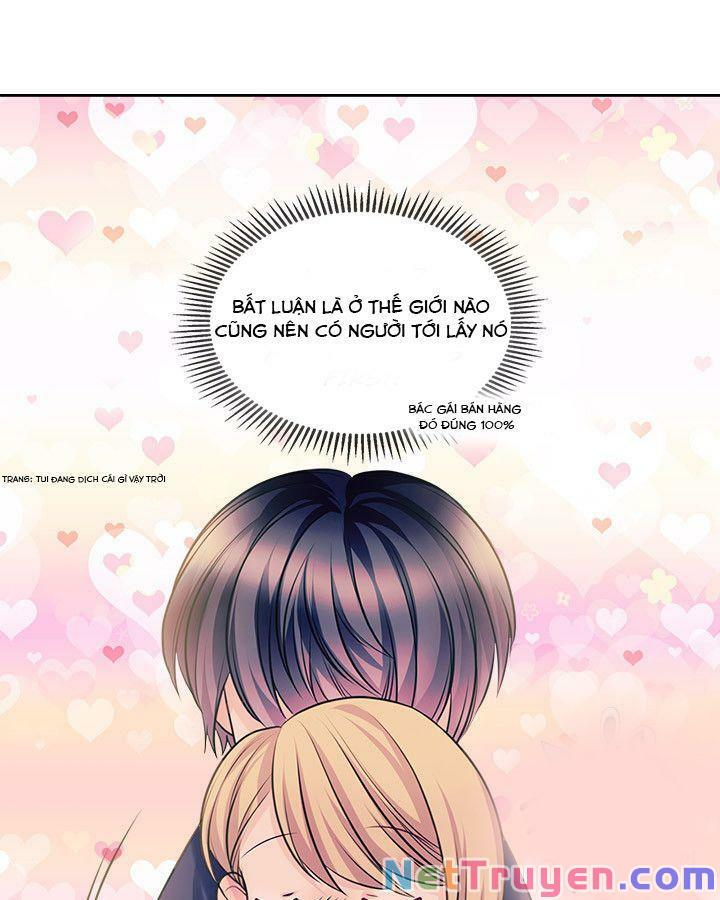 BẤT LUẬN LÀ Ở THẾ GIỚI NÀO
CŨNG NÊN CÓ NGƯỜI TỚI LẤY NÓ
BÁC GÁI BÁN HÀNG
ĐÓ ĐÚNG 100%
TRANG: TUI ĐANG DỊCH CÁI GỈ VẬY TRỜI
NetTruyen.com